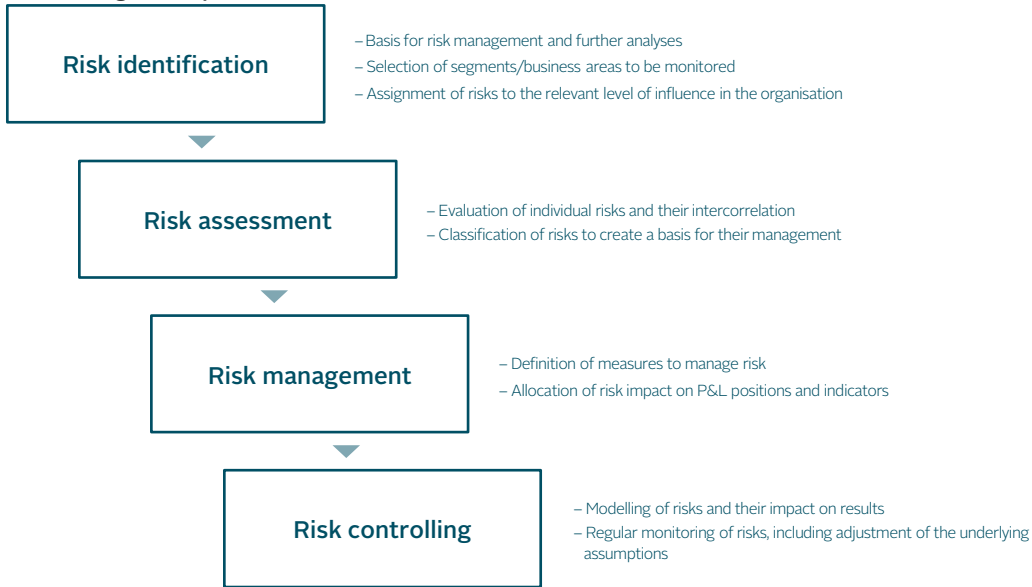 Risk identification
– Basis for risk management and further analyses
– Selection of segments/business areas to be monitored
– Assignment of risks to the relevant level of influence in the organisation
Risk assessment
– Evaluation of individual risks and their intercorrelation
– Classification of risks to create a basis for their management
Risk management
– Definition of measures to manage risk
– Allocation of risk impact on P&L positions and indicators
Risk controlling
– Modelling of risks and their impact on results
– Regular monitoring of risks, including adjustment of the underlying
assumptions